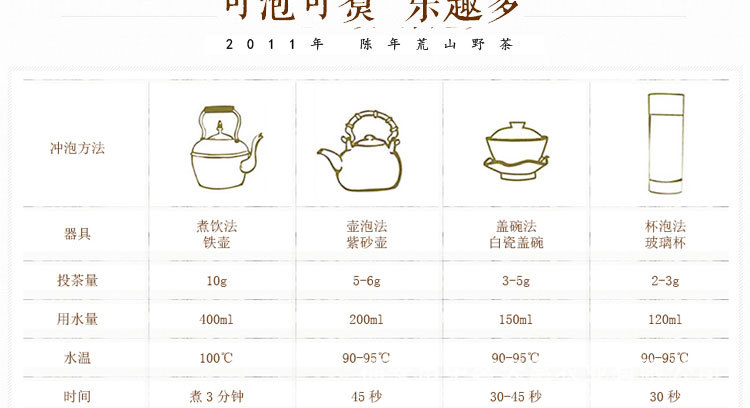 可泡可煮 乐趣多
2011年 陈年荒山野茶
冲泡方法
器具 煮饮法 壶泡法 盖碗法 杯泡法
铁壶 紫砂壶 白瓷盖碗 玻璃杯
投茶量 10g 5-6g 3-5g 2-3g
用水量 400ml 200ml 150ml 120ml
水温 100℃ 90-95℃ 90-95℃ 90-95℃
时间 煮3分钟 45秒 30-45秒 30秒